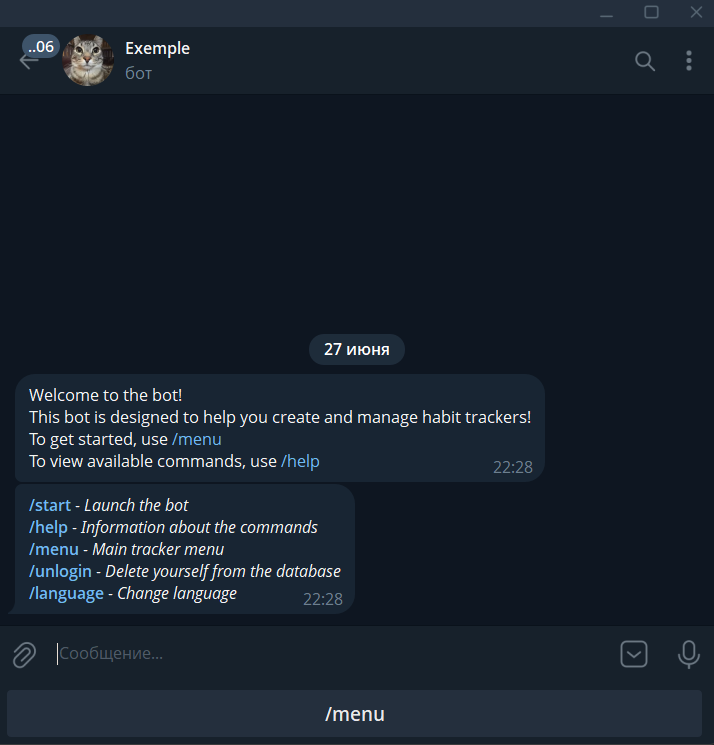 ..06
Exemple
бот
27 июня
Welcome to the bot!
This bot is designed to help you create and manage habit trackers!
To get started, use /menu
To view available commands, use /help
22:28
/start - Launch the bot
/help - Information about the commands
/menu - Main tracker menu
/unlogin - Delete yourself from the database
/language - Change language
22:28
Сообщение...
/menu